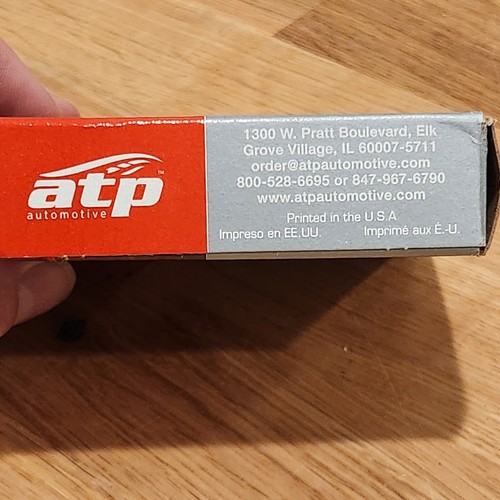 atp™
automotive
1300 W. Pratt Boulevard, Elk
Grove Village, IL 60007-5711
order@atpautomotive.com
800-528-6695 or 847-967-6790
www.atpautomotive.com
Printed in the U.S.A
Impreso en EE.UU. Imprimé aux É.-U.